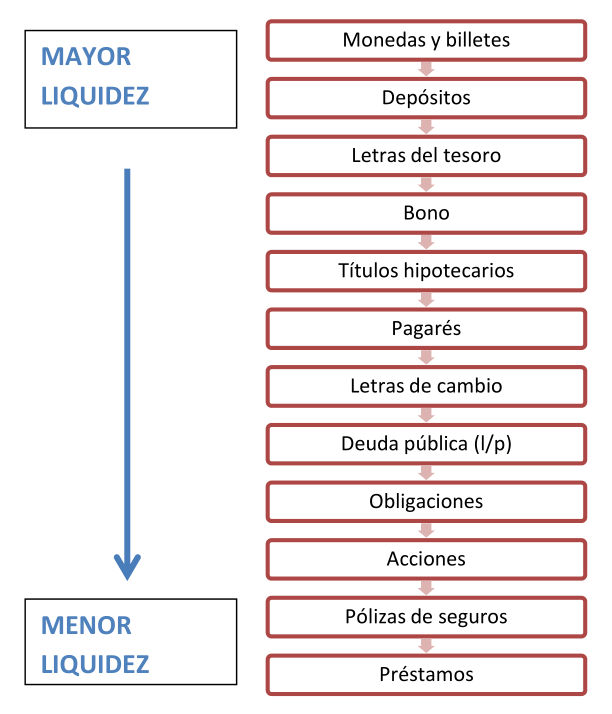 MAYOR
LIQUIDEZ
Monedas y billetes
Depósitos
Letras del tesoro
Bono
Títulos hipotecarios
Pagarés
Letras de cambio
Deuda pública (l/p)
Obligaciones
Acciones
Pólizas de seguros
Préstamos
MENOR
LIQUIDEZ